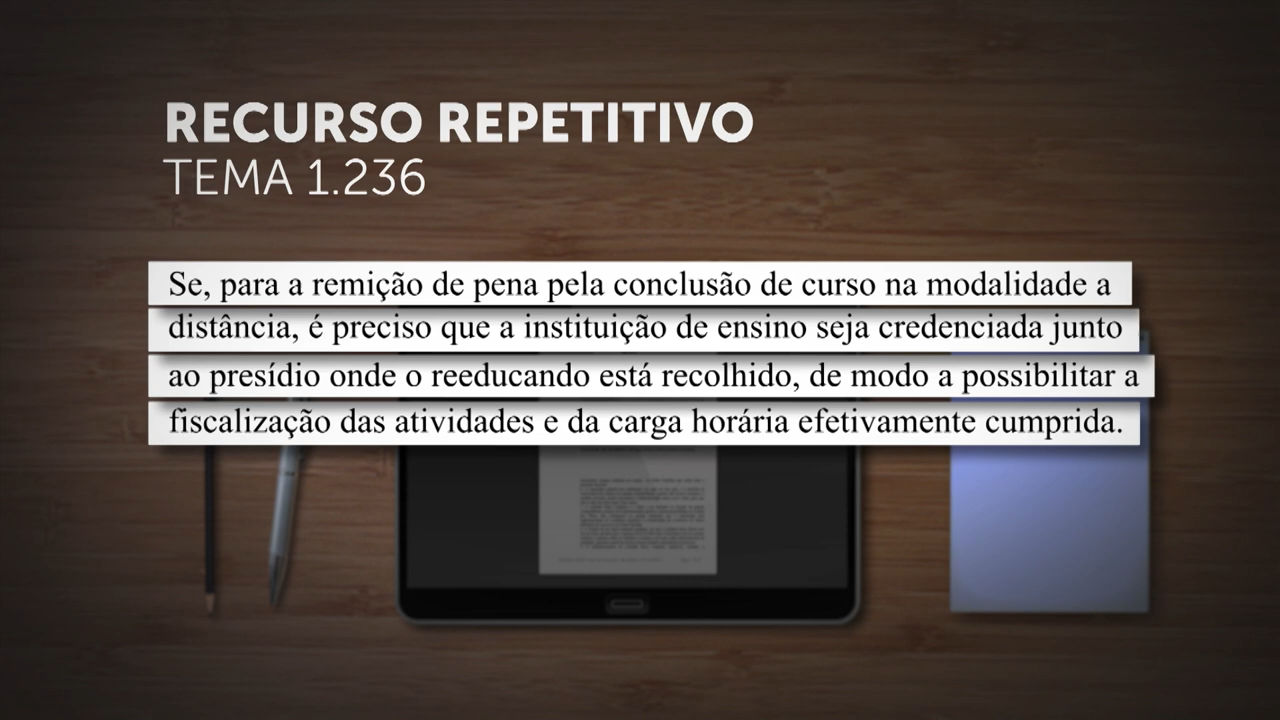 RECURSO REPETITIVO
TEMA 1.236
Se, para a remição de pena pela conclusão de curso na modalidade a
distância, é preciso que a instituição de ensino seja credenciada junto
ao presídio onde o reeducando está recolhido, de modo a possibilitar a
fiscalização das atividades e da carga horária efetivamente cumprida.